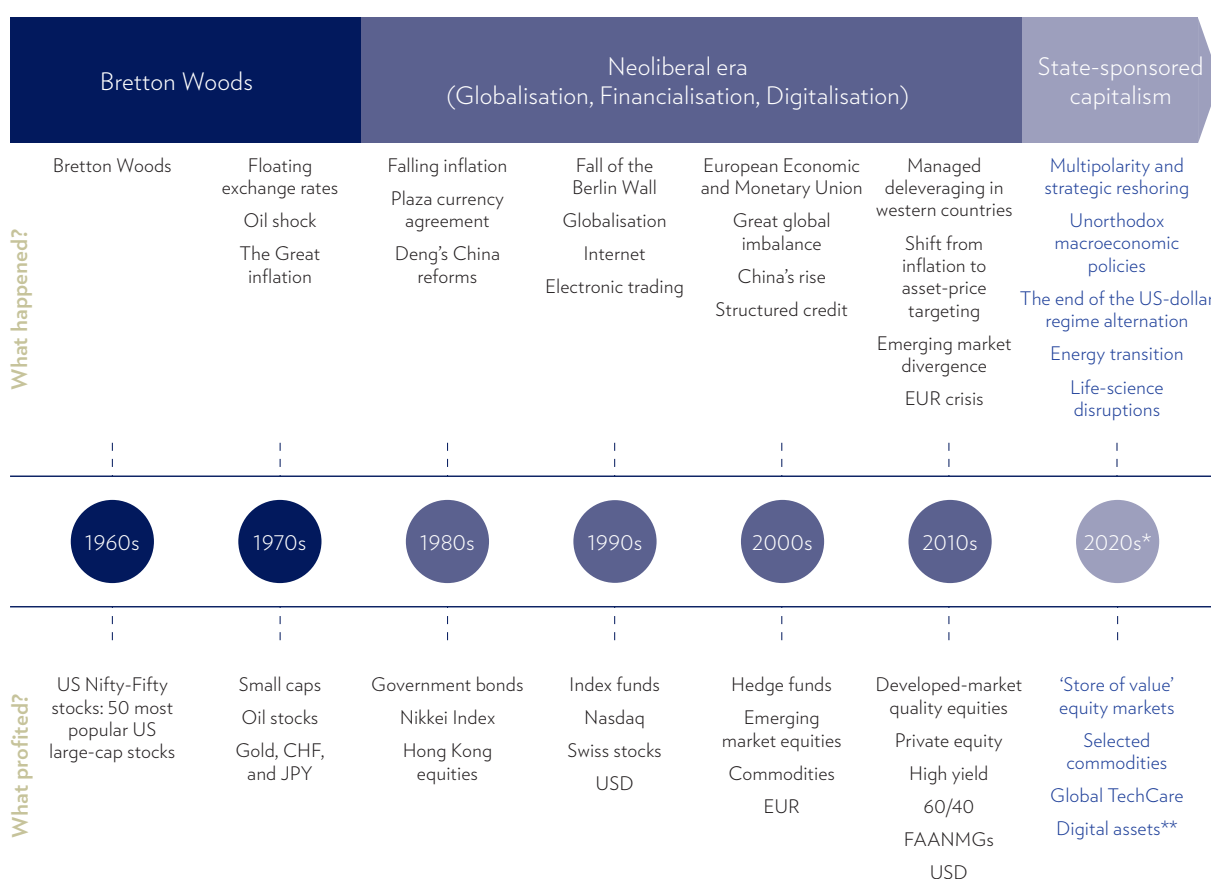 Bretton Woods
Neoliberal era
(Globalisation, Financialisation, Digitalisation)
State-sponsored
capitalism
What happened?
Bretton Woods
Floating
exchange rates
Oil shock
The Great
inflation
Falling inflation
Plaza currency
agreement
Deng's China
reforms
Fall of the
Berlin Wall
Globalisation
Internet
Electronic trading
European Economic
and Monetary Union
Great global
imbalance
China's rise
Structured credit
Managed
deleveraging in
western countries
Shift from
inflation to
asset-price
targeting
Emerging market
divergence
EUR crisis
Multipolarity and
strategic reshoring
Unorthodox
macroeconomic
policies
The end of the US-dollar
regime alternation
Energy transition
Life-science
disruptions
1960s
1970s
1980s
1990s
2000s
2010s
2020s*
What profited?
US Nifty-Fifty
stocks: 50 most
popular US
large-cap stocks
Small caps
Oil stocks
Gold, CHF,
and JPY
Government bonds
Nikkei Index
Hong Kong
equities
Index funds
Nasdaq
Swiss stocks
USD
Hedge funds
Emerging
market equities
Commodities
EUR
Developed-market
quality equities
Private equity
High yield
60/40
FAANMGs
USD
'Store of value'
equity markets
Selected
commodities
Global TechCare
Digital assets**